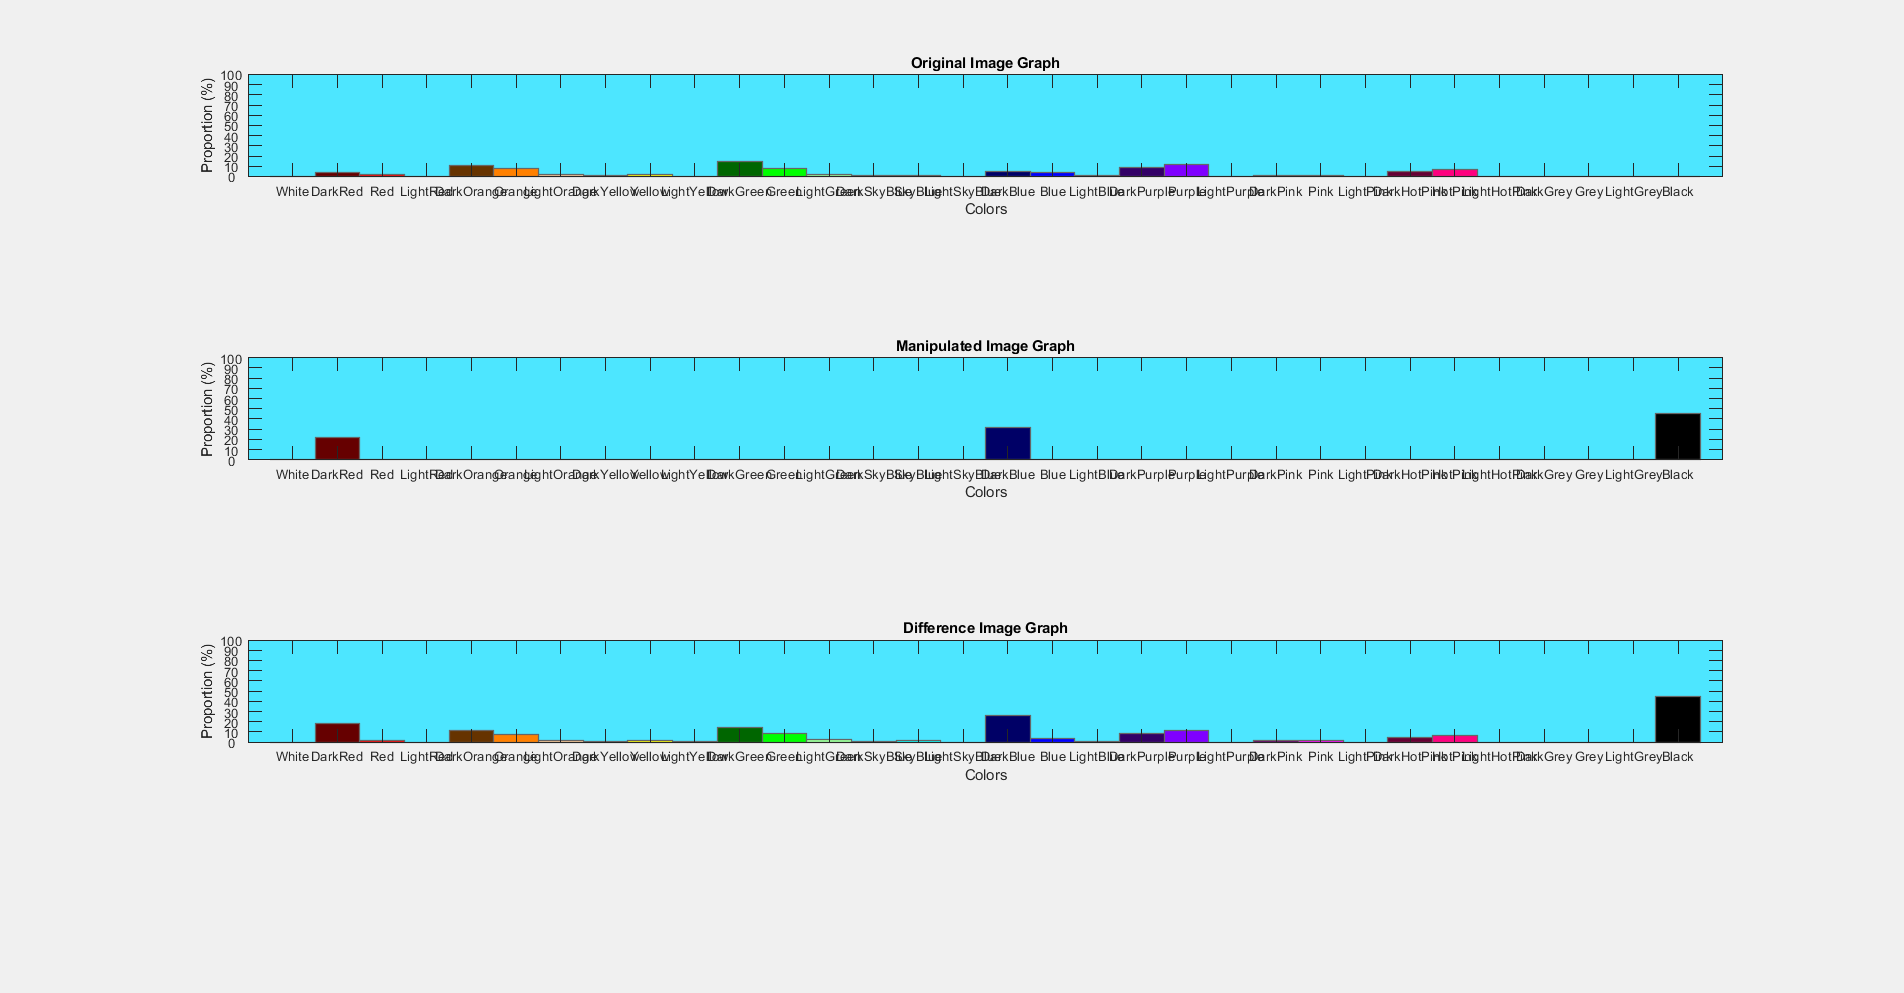 Original Image Graph
Proportion (%)
100
90
80
70
60
50
40
30
20
10
0
White DarkRed Red LightRed DarkOrange Orange LightOrange DarkYellow Yellow LightYellow DarkGreen Green LightGreen DarkSkyBlue SkyBlue LightSkyBlue DarkBlue Blue LightBlue DarkPurple Purple LightPurple DarkPink Pink LightPink DarkHotPink HotPink LightHotPink DarkGrey Grey LightGrey Black
Colors
Manipulated Image Graph
Proportion (%)
100
90
80
70
60
50
40
30
20
10
0
White DarkRed Red LightRed DarkOrange Orange LightOrange DarkYellow Yellow LightYellow DarkGreen Green LightGreen DarkSkyBlue SkyBlue LightSkyBlue DarkBlue Blue LightBlue DarkPurple Purple LightPurple DarkPink Pink LightPink DarkHotPink HotPink LightHotPink DarkGrey Grey LightGrey Black
Colors
Difference Image Graph
Proportion (%)
100
90
80
70
60
50
40
30
20
10
0
White DarkRed Red LightRed DarkOrange Orange LightOrange DarkYellow Yellow LightYellow DarkGreen Green LightGreen DarkSkyBlue SkyBlue LightSkyBlue DarkBlue Blue LightBlue DarkPurple Purple LightPurple DarkPink Pink LightPink DarkHotPink HotPink LightHotPink DarkGrey Grey LightGrey Black
Colors